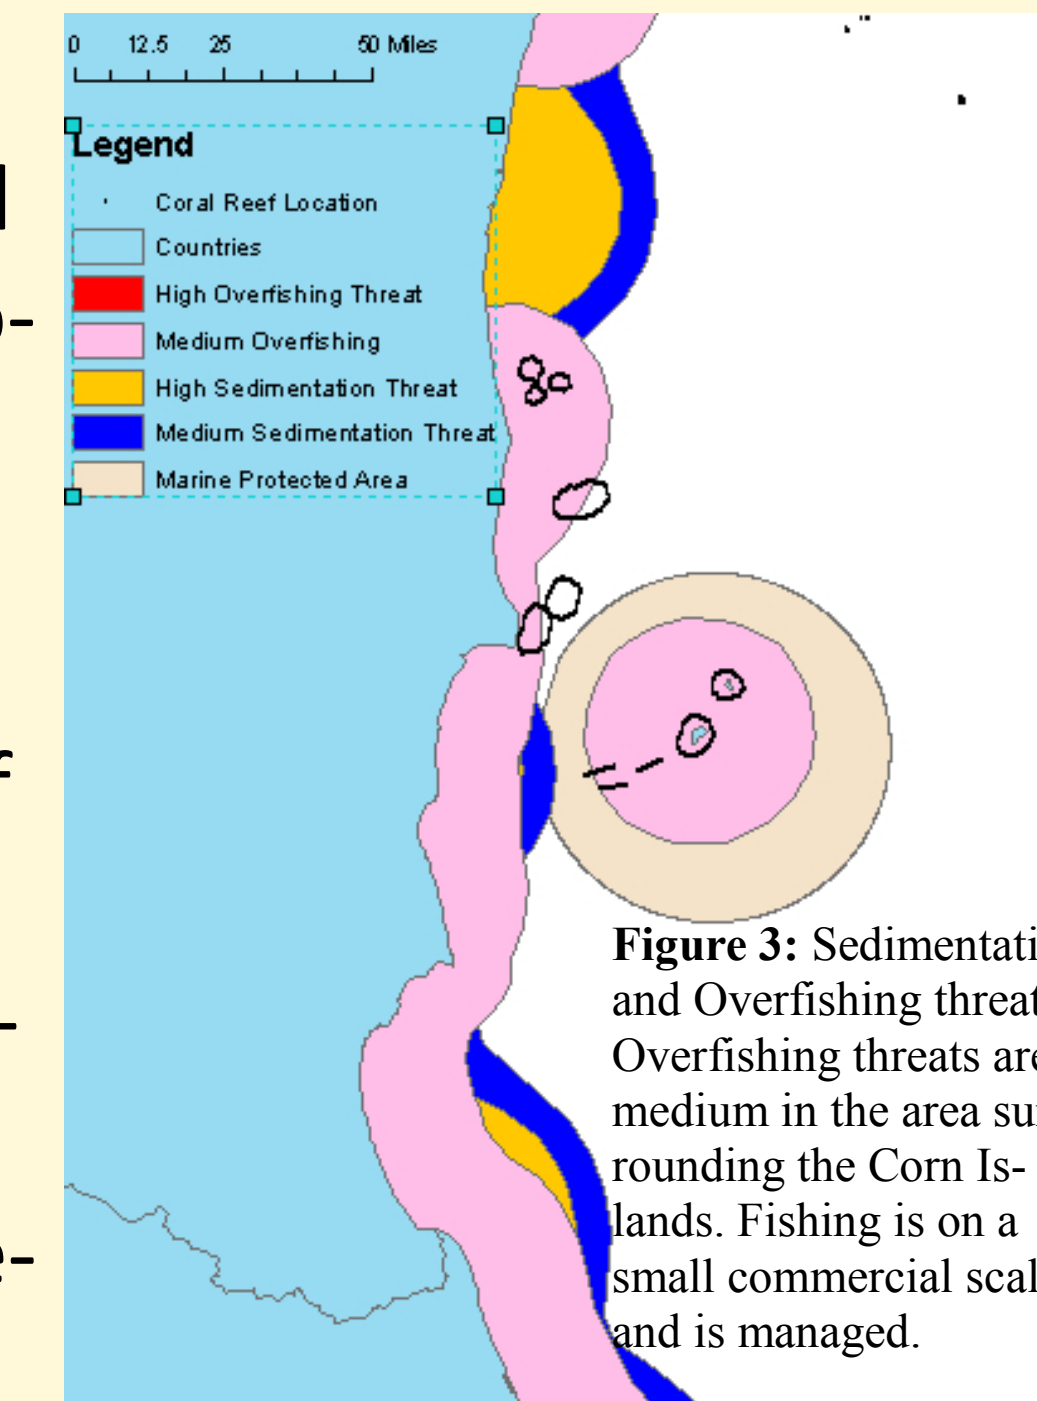 0 12.5 25 50 Miles
Legend
Coral Reef Location
Countries
High Overfishing Threat
Medium Overfishing
High Sedimentation Threat
Medium Sedimentation Threat
Marine Protected Area
Figure 3: Sedimentati
and Overfishing threat
Overfishing threats are
medium in the area sur
rounding the Corn Is-
lands. Fishing is on a
small commercial scal
and is managed.